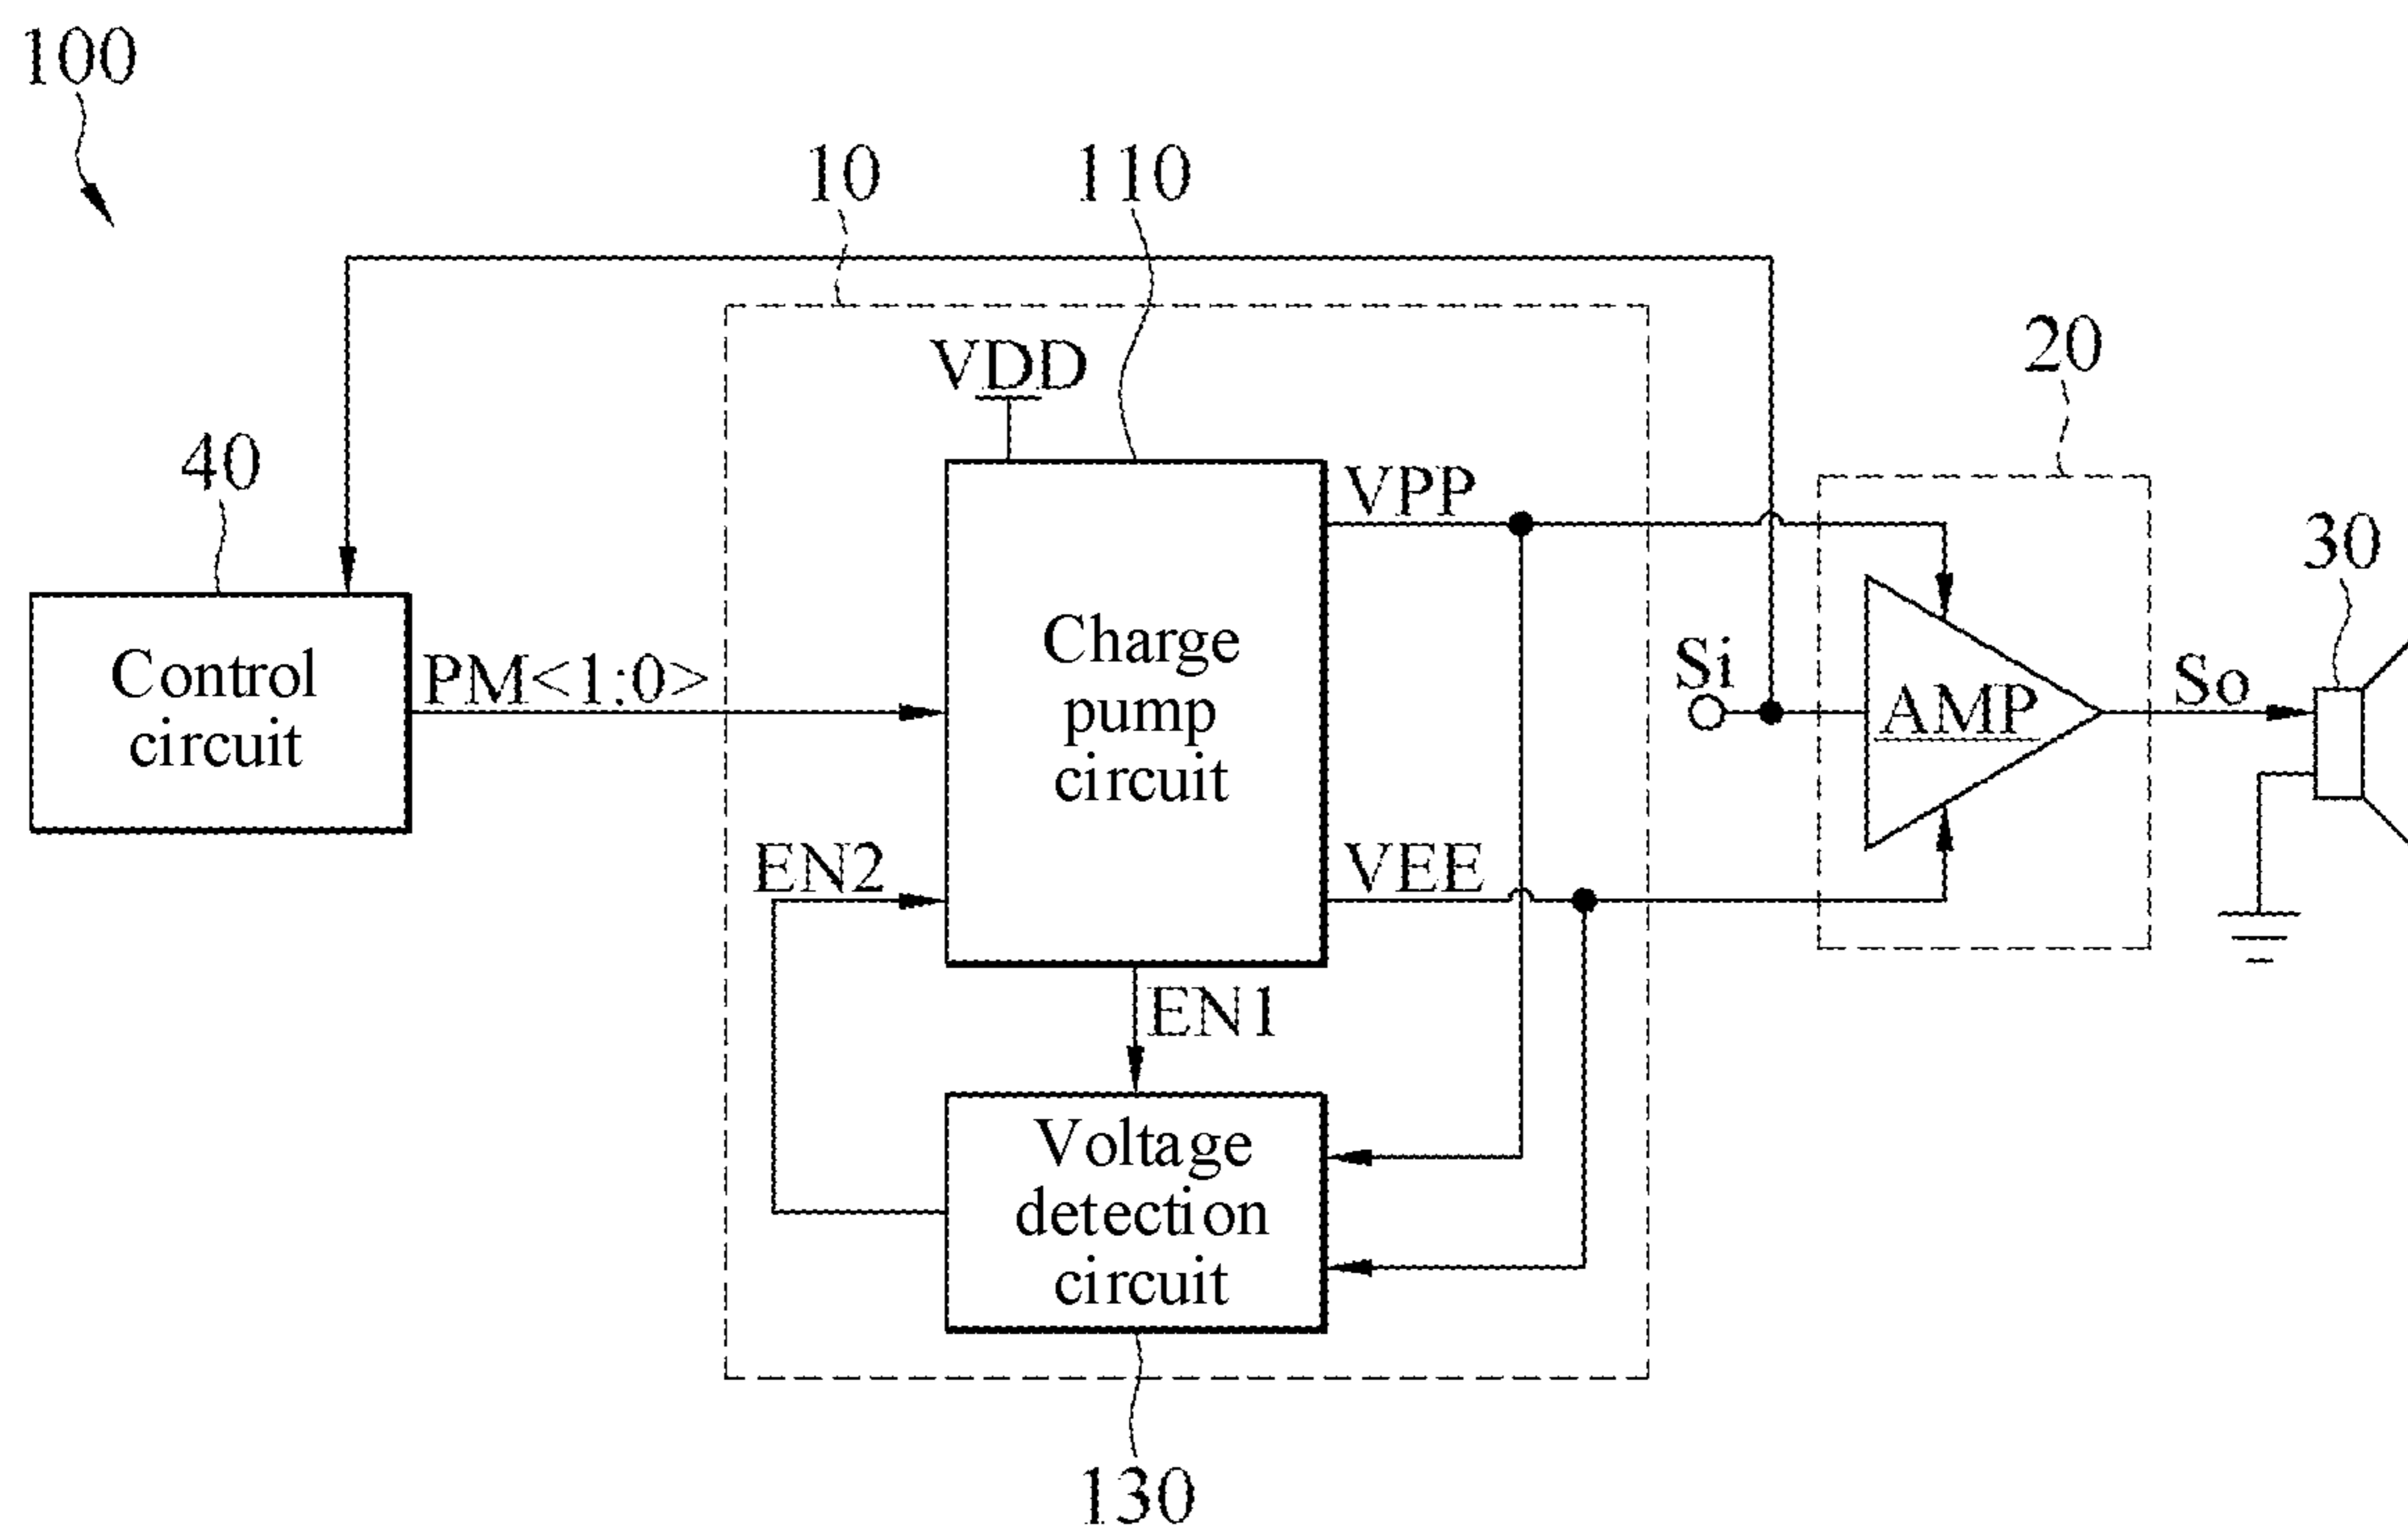 100
10
110
VDD
20
40
VPP
30
Control
circuit
PM<1:0>
Charge
pump
circuit
Si
AMP
So
EN2
VEE
EN1
Voltage
detection
circuit
130